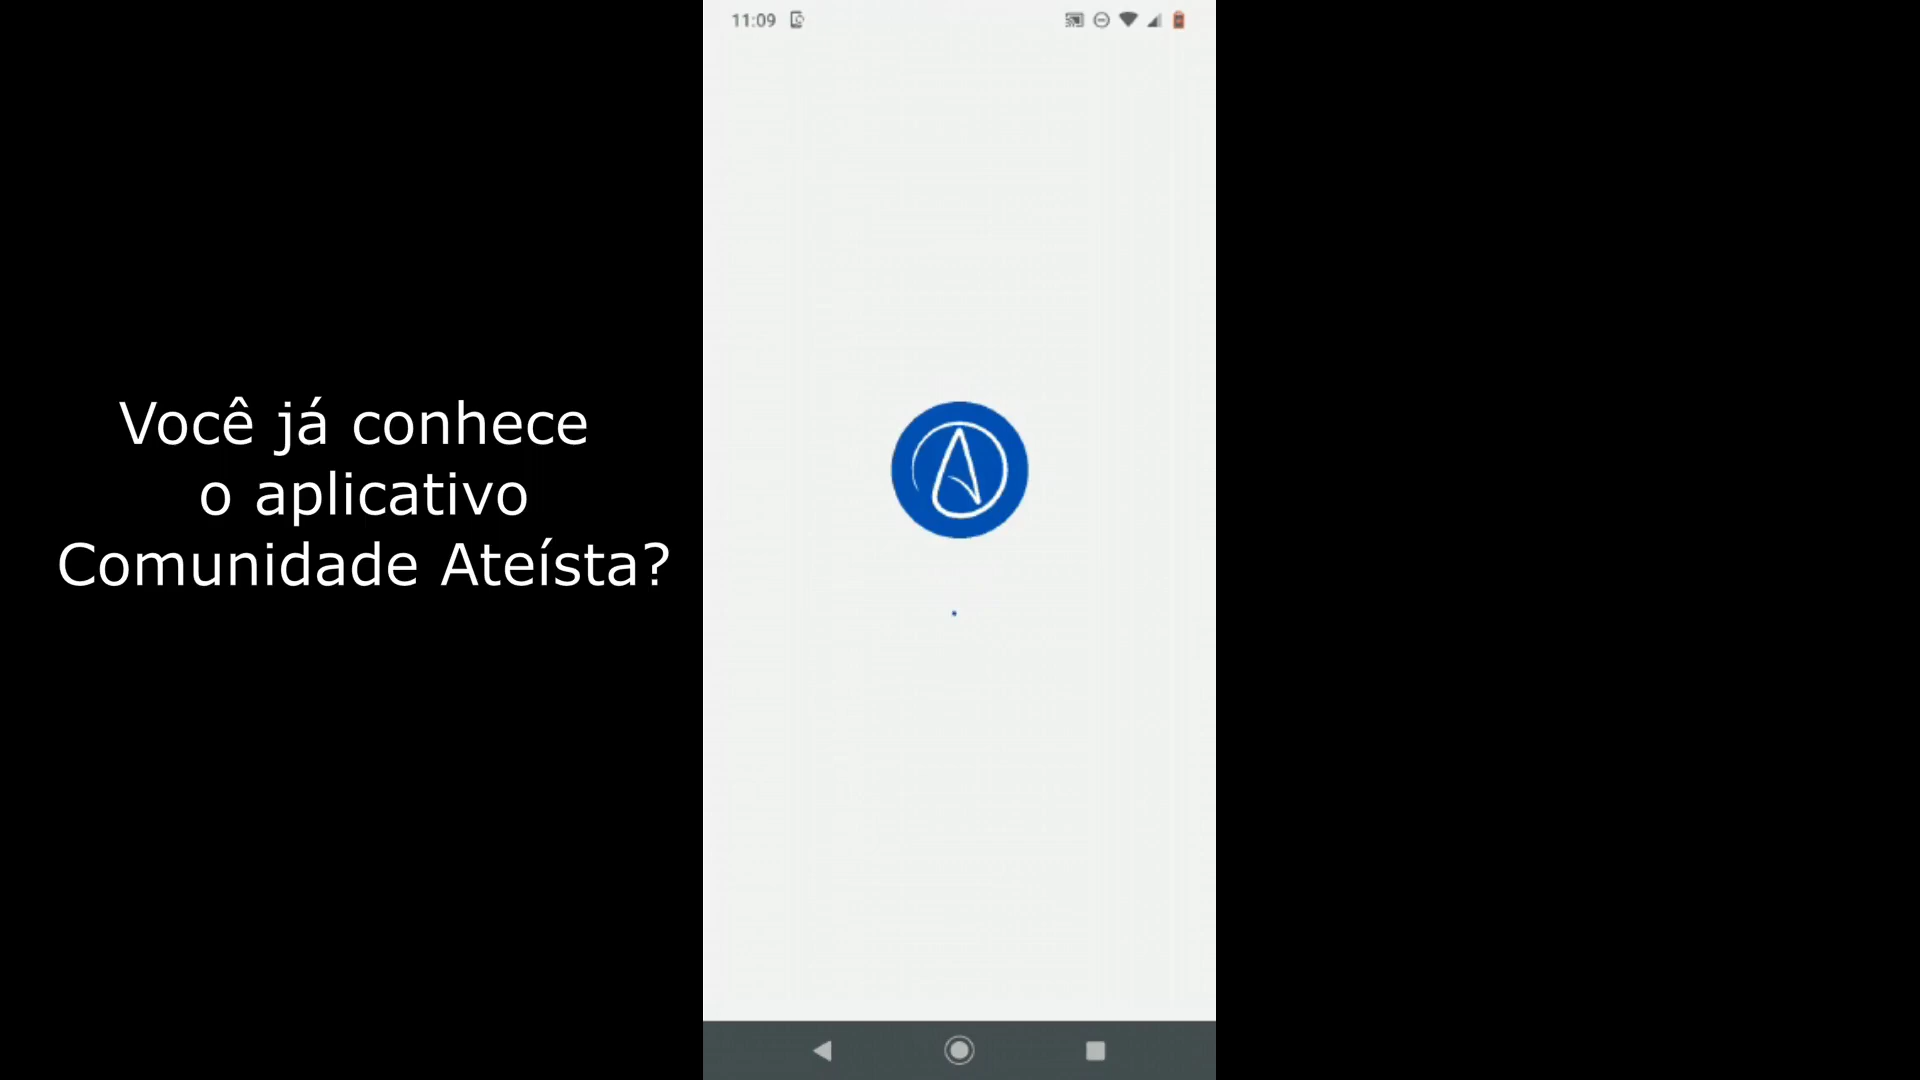 11:09
Você já conhece
o aplicativo
Comunidade Ateísta?